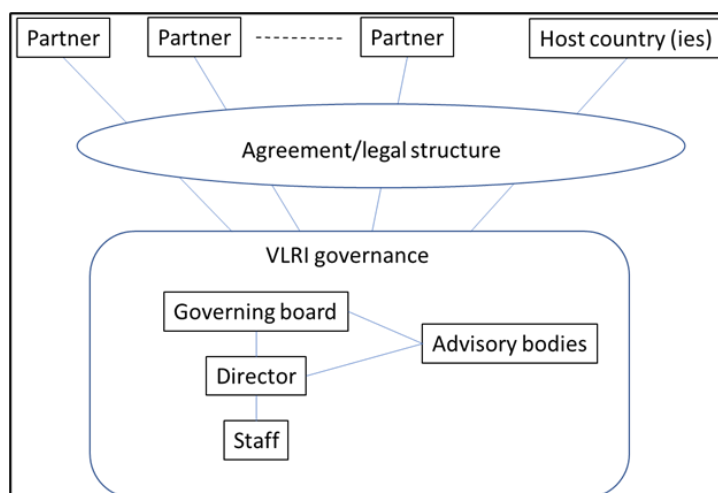 Partner
Partner
Partner
Host country (ies)
Agreement/legal structure
VLRI governance
Governing board
Advisory bodies
Director
Staff